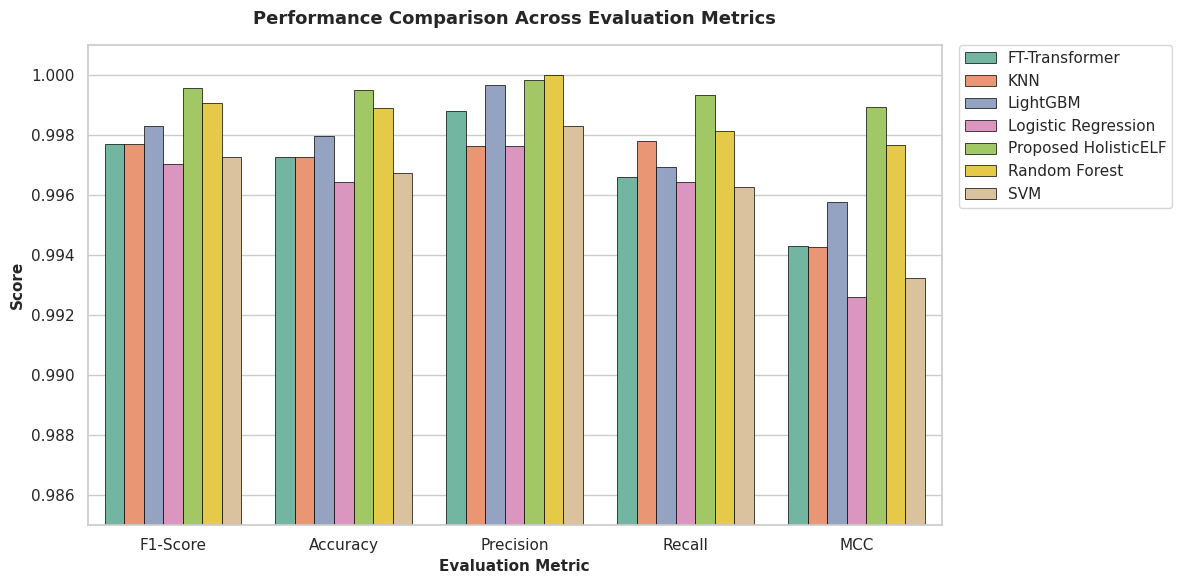 Performance Comparison Across Evaluation Metrics
1.000
0.998
0.996
0.994
0.992
0.990
0.988
0.986
Score
F1-Score
Accuracy
Precision
Recall
MCC
Evaluation Metric
FT-Transformer
KNN
LightGBM
Logistic Regression
Proposed HolisticELF
Random Forest
SVM